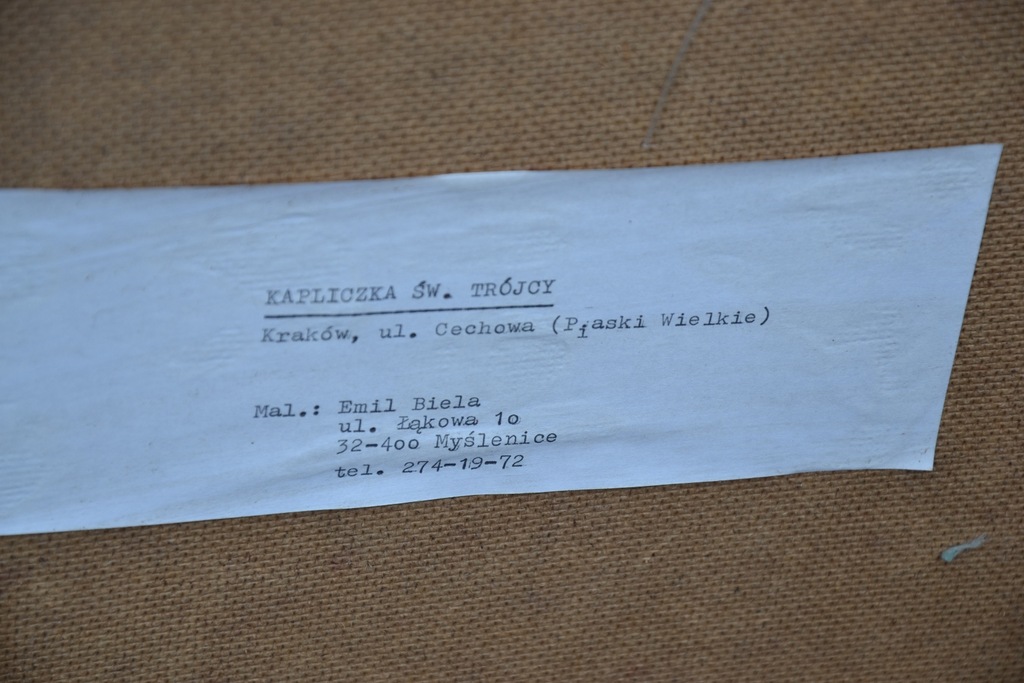 KAPLICZKA ŚW. TRÓJCY
Kraków, ul. Cechowa (Piaski Wielkie)
Mal.: Emil Biela
ul. Łąkowa 1o
32-4oo Myślenice
tel. 274-19-72